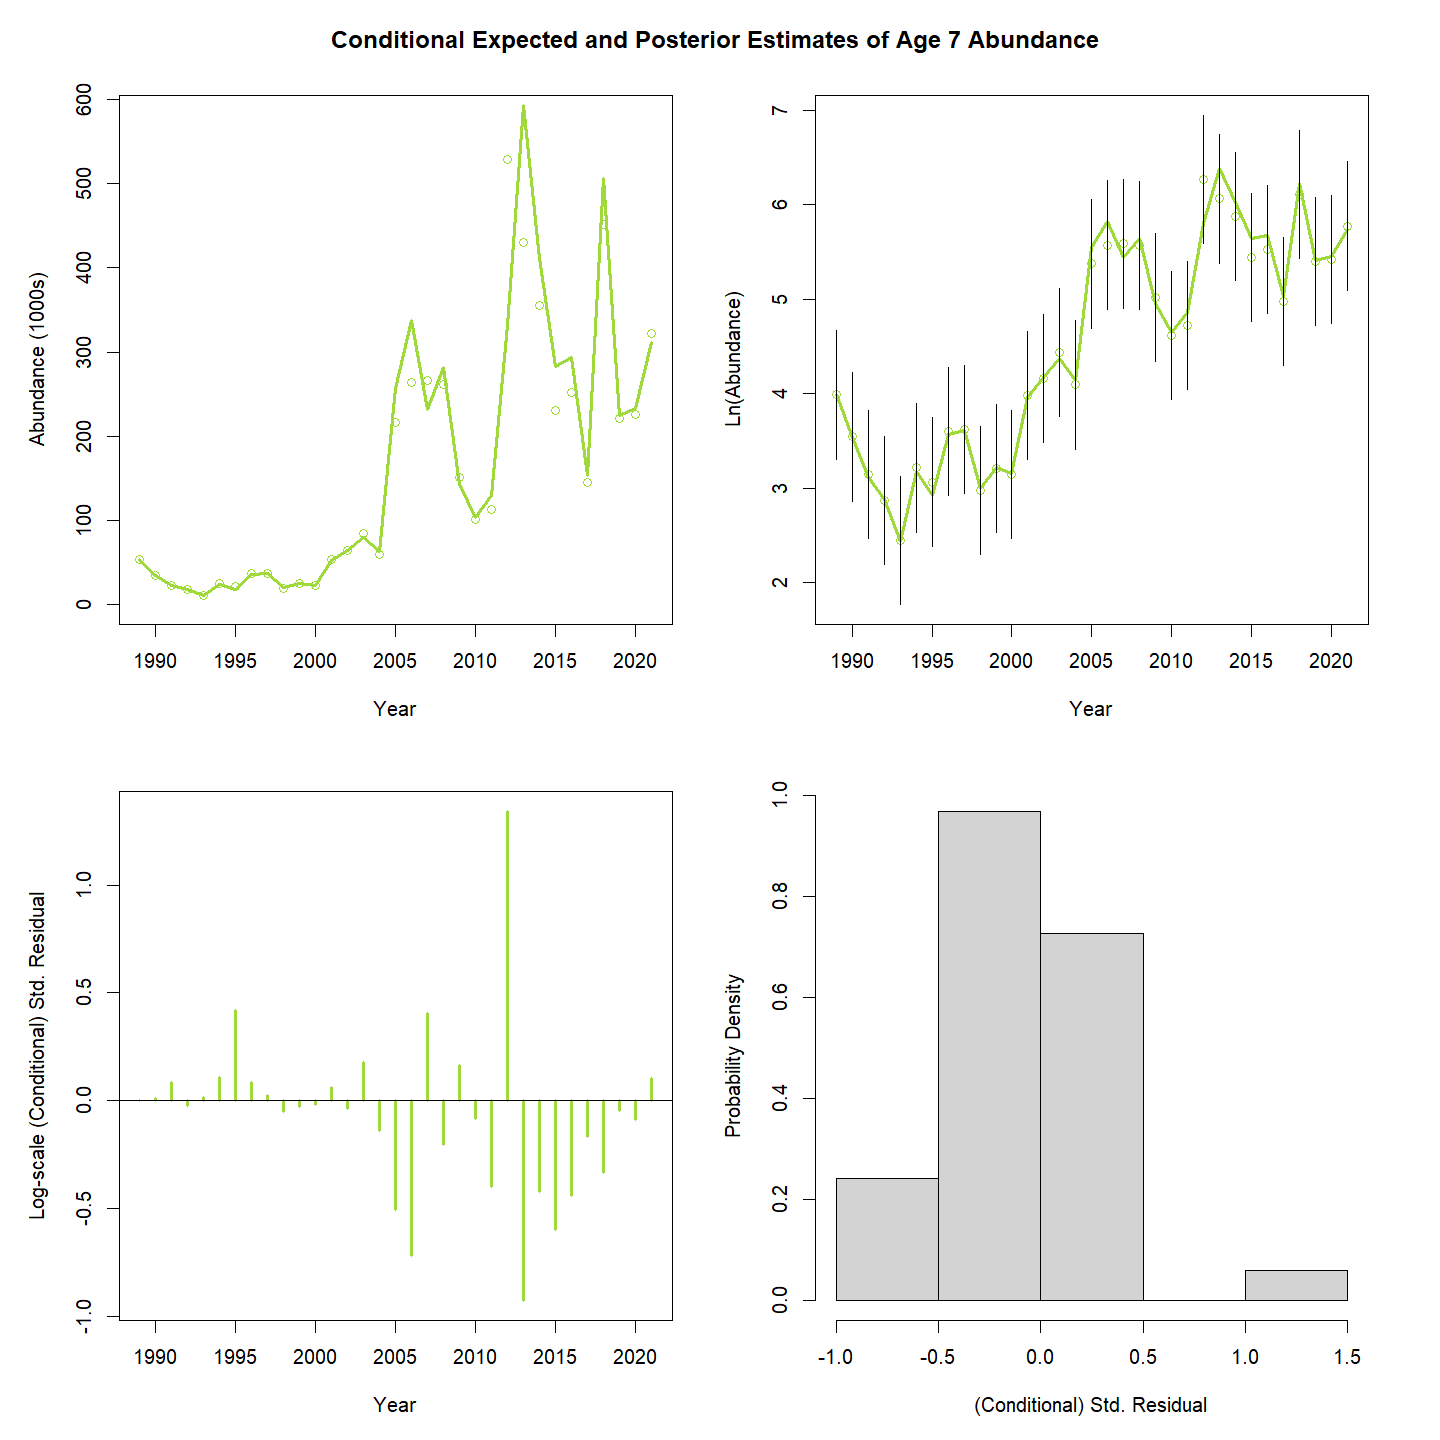 Conditional Expected and Posterior Estimates of Age 7 Abundance
Abundance (1000s)
0 100 200 300 400 500 600
1990 1995 2000 2005 2010 2015 2020
Year
Ln(Abundance)
2 3 4 5 6 7
1990 1995 2000 2005 2010 2015 2020
Year
Log-scale (Conditional) Std. Residual
-1.0 -0.5 0.0 0.5 1.0
1990 1995 2000 2005 2010 2015 2020
Year
Probability Density
0.0 0.2 0.4 0.6 0.8 1.0
-1.0 -0.5 0.0 0.5 1.0 1.5
(Conditional) Std. Residual